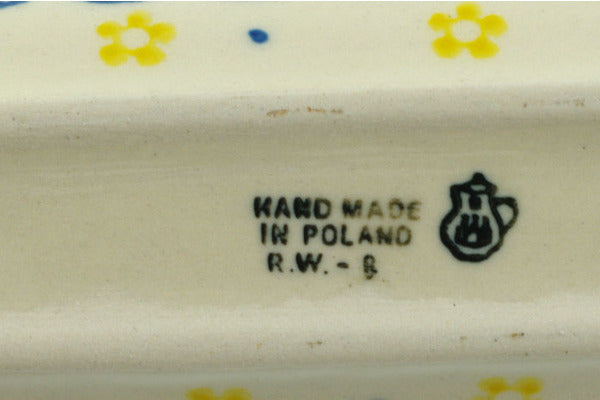 HAND MADE
IN POLAND
R.W. - B